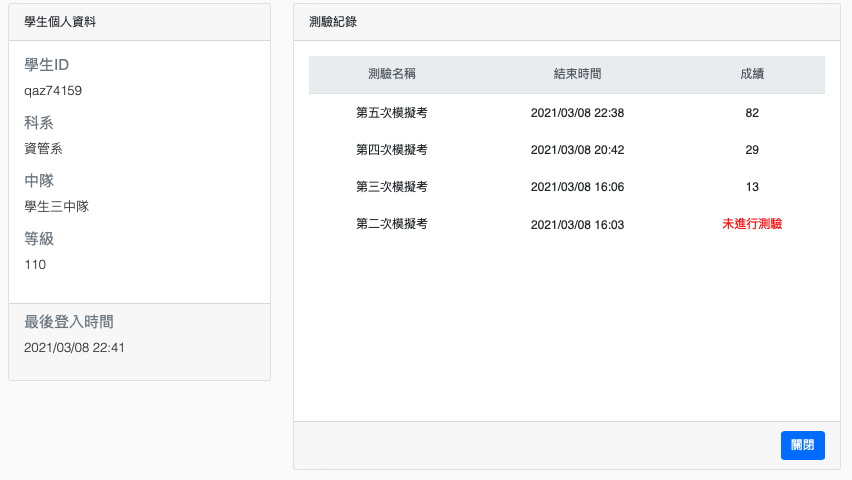 學生個人資料
學生ID
qaz74159
科系
資管系
中隊
學生三中隊
等級
110
最後登入時間
2021/03/08 22:41
測驗紀錄
測驗名稱 結束時間 成績
第五次模擬考 2021/03/08 22:38 82
第四次模擬考 2021/03/08 20:42 29
第三次模擬考 2021/03/08 16:06 13
第二次模擬考 2021/03/08 16:03 未進行測驗
關閉